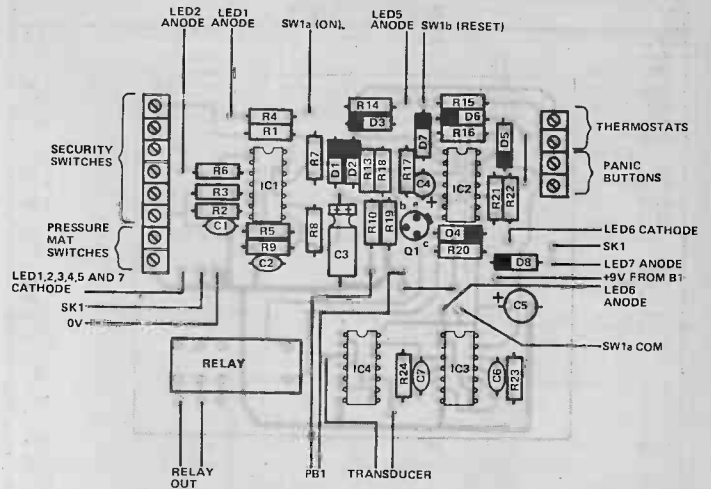 LED2 ANODE
LED1 ANODE
SW1a (ON).
LED5 ANODE
SW1b (RESET)
R14
D3
R15
D6
R16
R4
R1
D7
D5
THERMOSTATS
PANIC BUTTONS
SECURITY SWITCHES
R7
D1
D2
R13
R18
R17
C4
IC1
IC2
R6
R3
R2
C1
R21
R22
b
e
c
+
Q1
PRESSURE MAT SWITCHES
R5
R9
C2
R8
++
C3
R10
R19
O4
R20
LED6 CATHODE
SK1
D8
LED7 ANODE
+9V FROM B1
LED6 ANODE
LED1,2,3,4,5 AND 7 CATHODE
SK1
0V
+
C5
SW1a COM
RELAY
IC4
R24
C7
IC3
C6
R23
RELAY OUT
PB1
TRANSDUCER